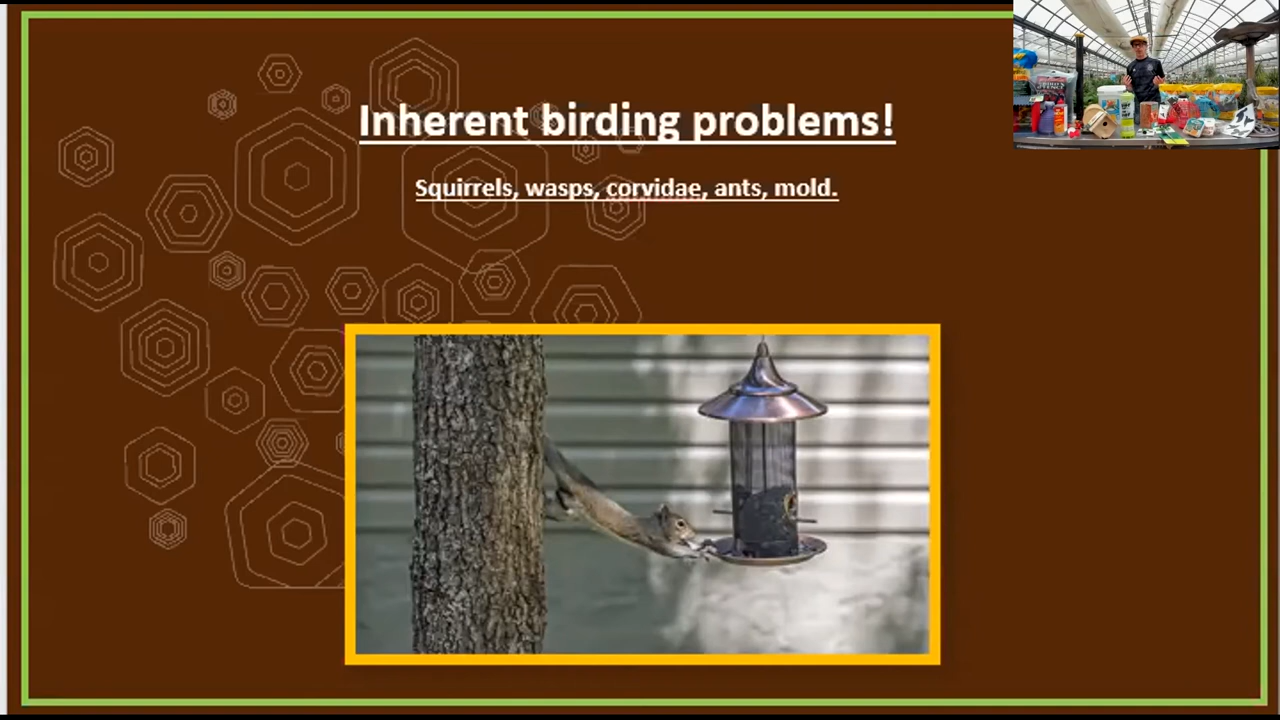 Inherent birding problems!
Squirrels, wasps, corvidae, ants, mold.